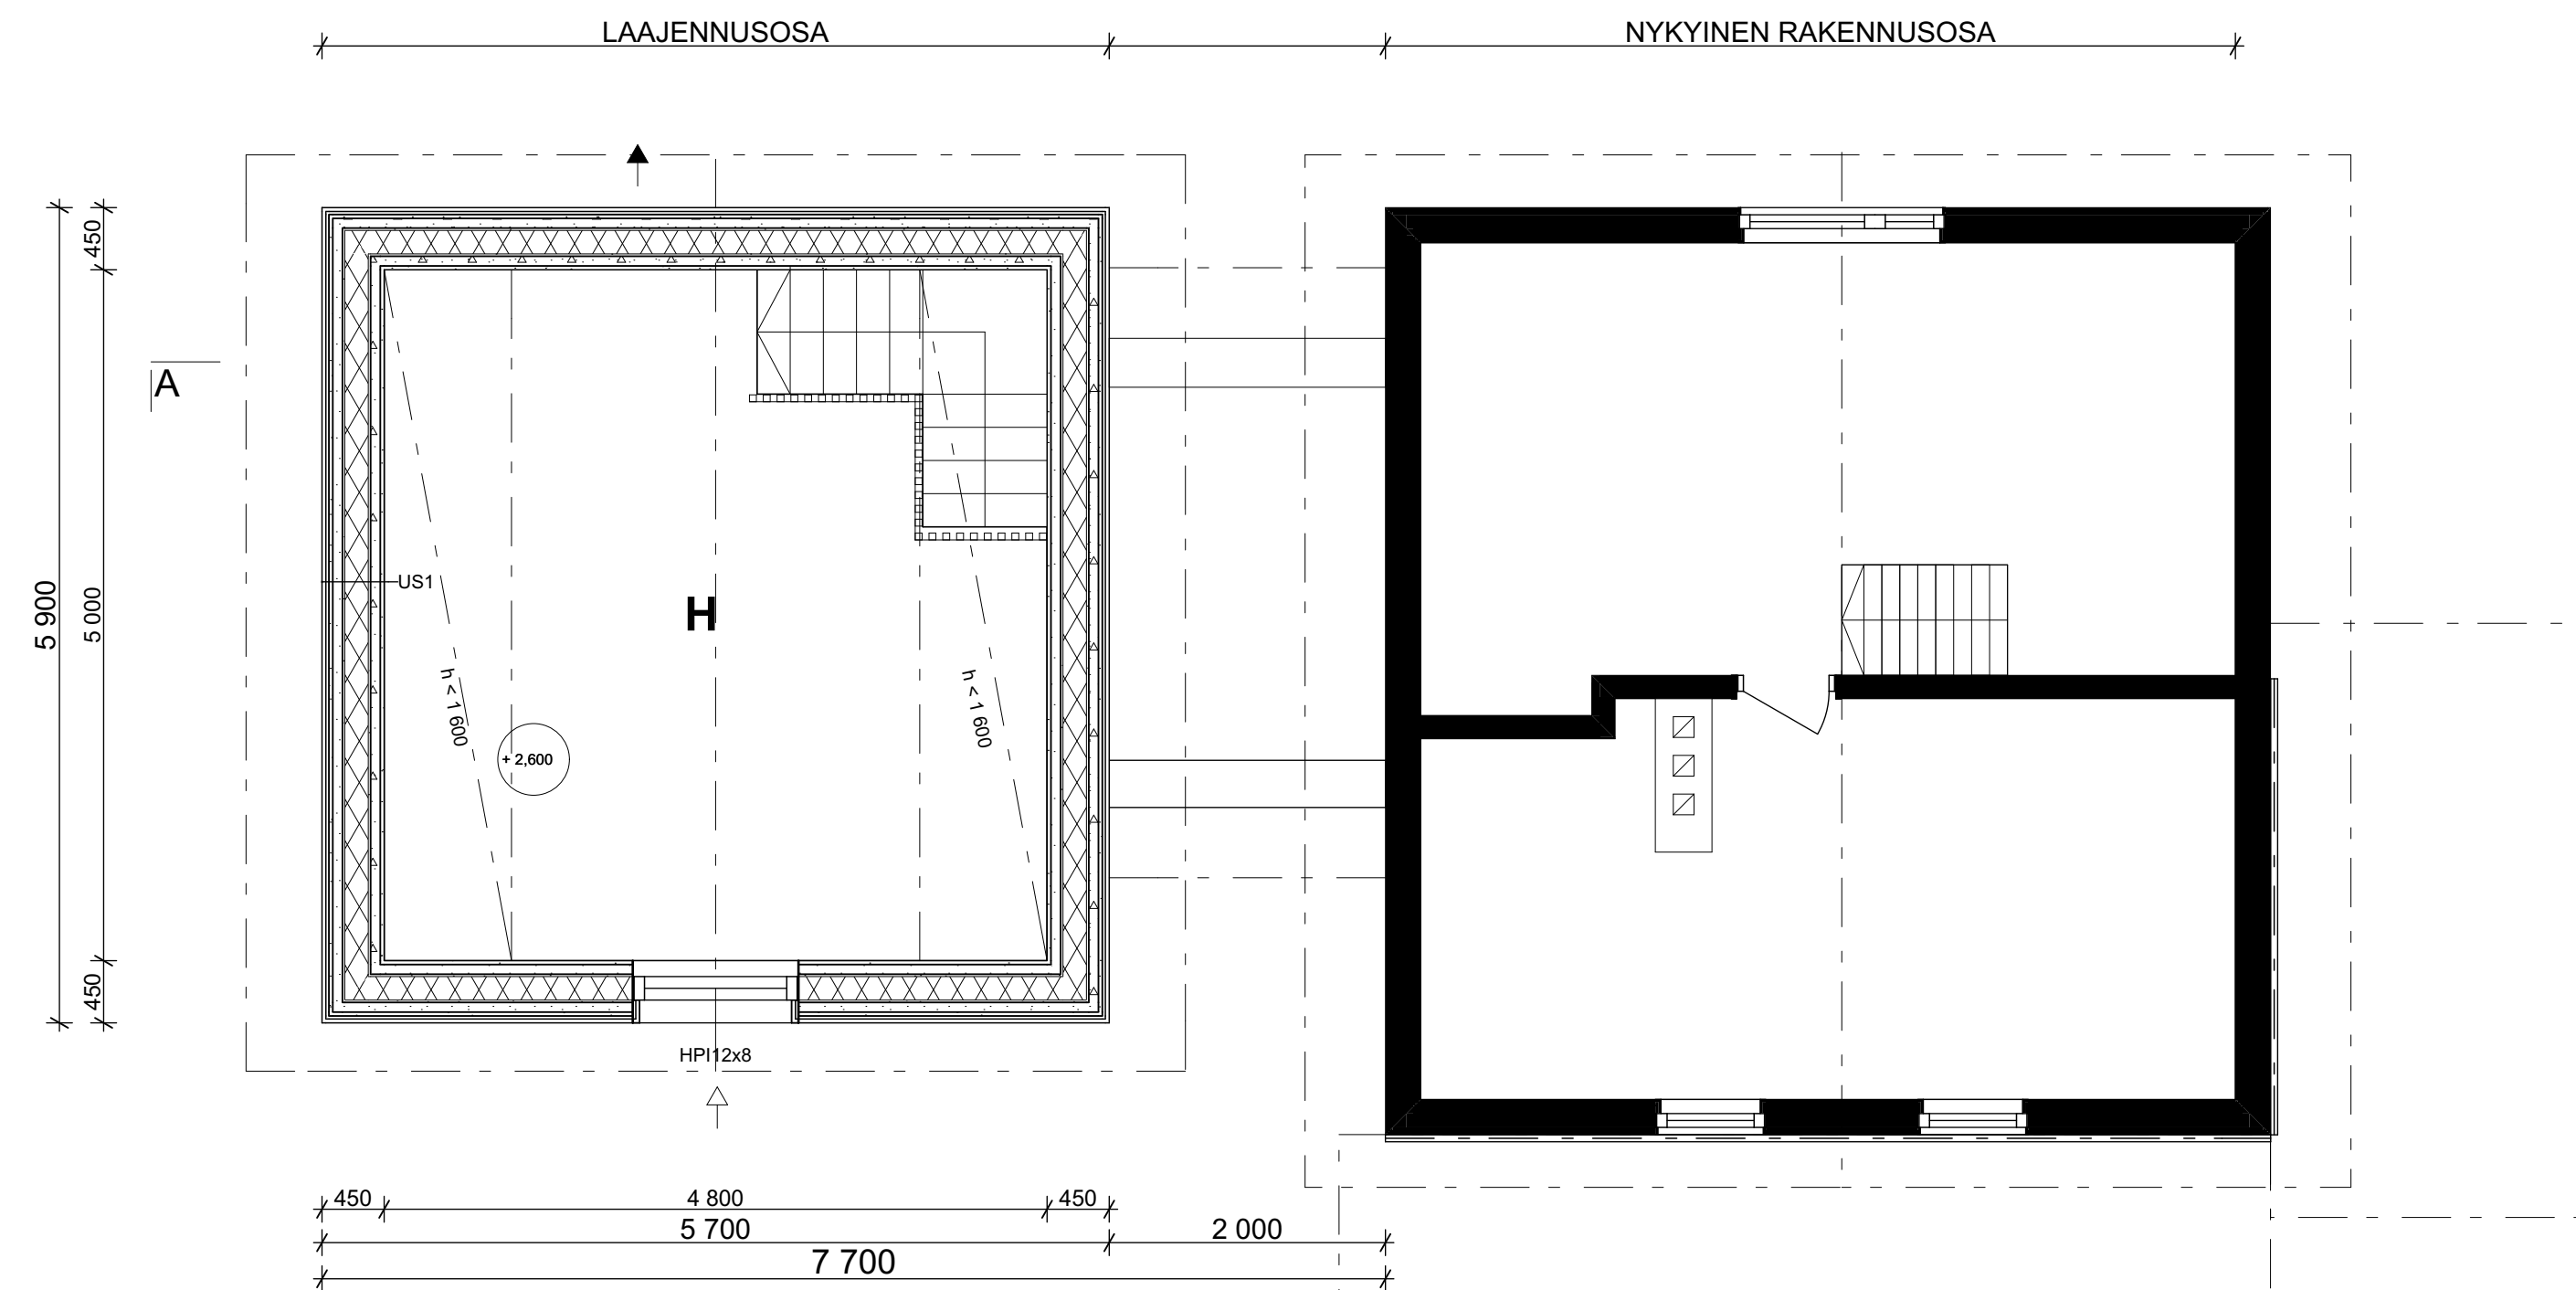 LAAJENNUSOSA
NYKYINEN RAKENNUSOSA
450
A
5 900
5 000
US1
H
h < 1 600
h < 1 600
+ 2,600
450
HPI12x8
450
4 800
450
5 700
2 000
7 700